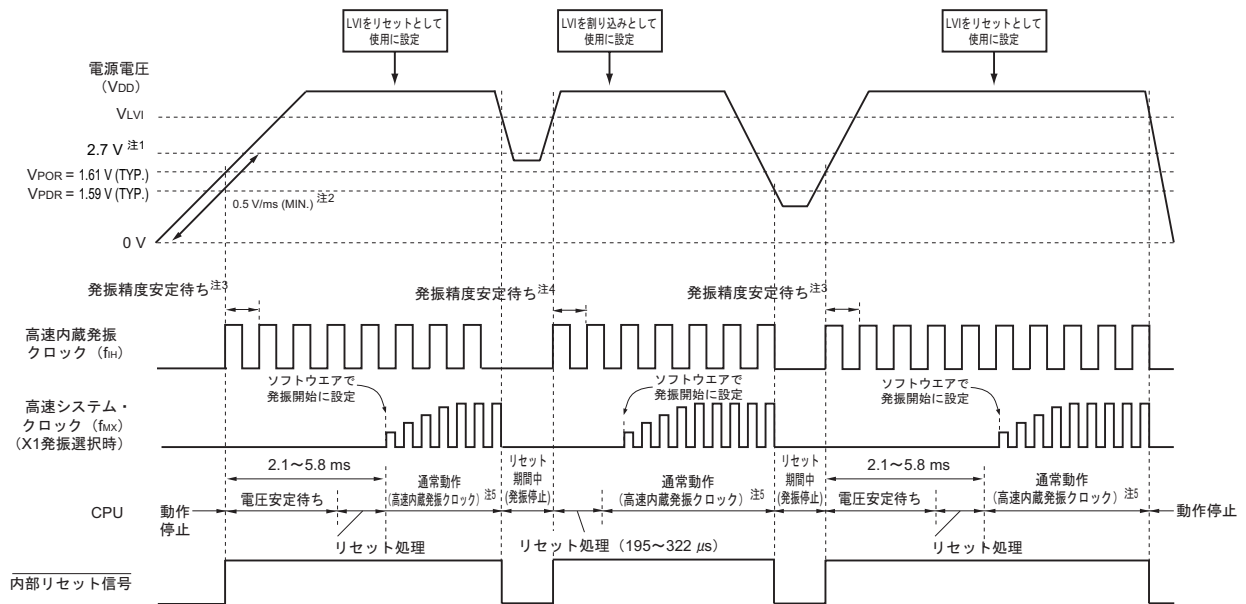 LVIをリセットとして
使用に設定
LVIを割り込みとして
使用に設定
LVIをリセットとして
使用に設定
電源電圧
（VDD）
VLVI
2.7 V 注1
VPOR = 1.61 V (TYP.)
VPDR = 1.59 V (TYP.)
0.5 V/ms (MIN.) 注2
0 V
発振精度安定待ち注3
発振精度安定待ち注4
発振精度安定待ち注3
高速内蔵発振
クロック（fIH）
ソフトウエアで
発振開始に設定
ソフトウエアで
発振開始に設定
ソフトウエアで
発振開始に設定
高速システム・
クロック（fMX）
（X1発振選択時）
2.1～5.8 ms
リセット
期間中
(発振停止)
リセット
期間中
(発振停止)
2.1～5.8 ms
CPU
動作
停止
電圧安定待ち
通常動作
(高速内蔵発振クロック) 注5
通常動作
(高速内蔵発振クロック) 注5
電圧安定待ち
通常動作
(高速内蔵発振クロック) 注5
動作停止
リセット処理
リセット処理（195～322 μs）
リセット処理
内部リセット信号